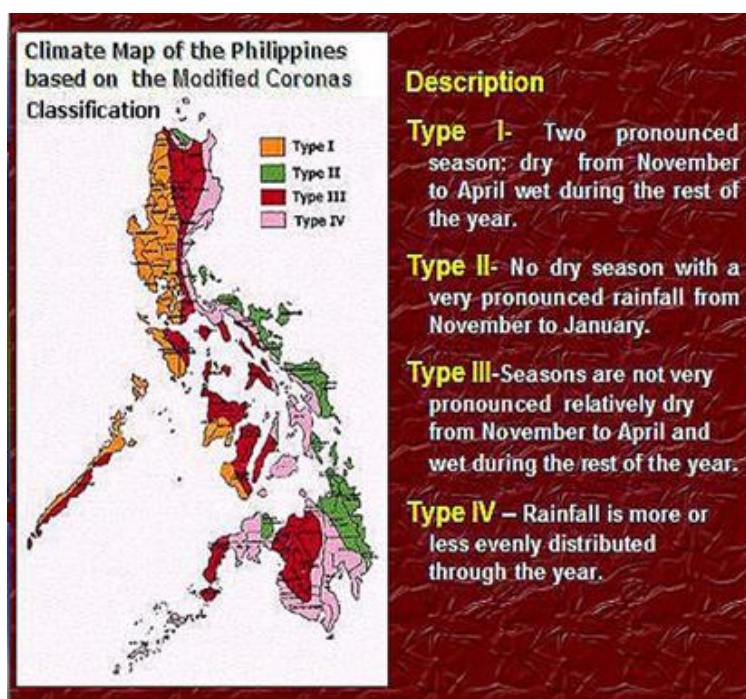 Climate Map of the Philippines
based on the Modified Coronas
Classification
Type I
Type II
Type III
Type IV
Description
Type I- Two pronounced
season: dry from November
to April wet during the rest of
the year.
Type II- No dry season with a
very pronounced rainfall from
November to January.
Type III-Seasons are not very
pronounced relatively dry
from November to April and
wet during the rest of the year.
Type IV – Rainfall is more or
less evenly distributed
through the year.